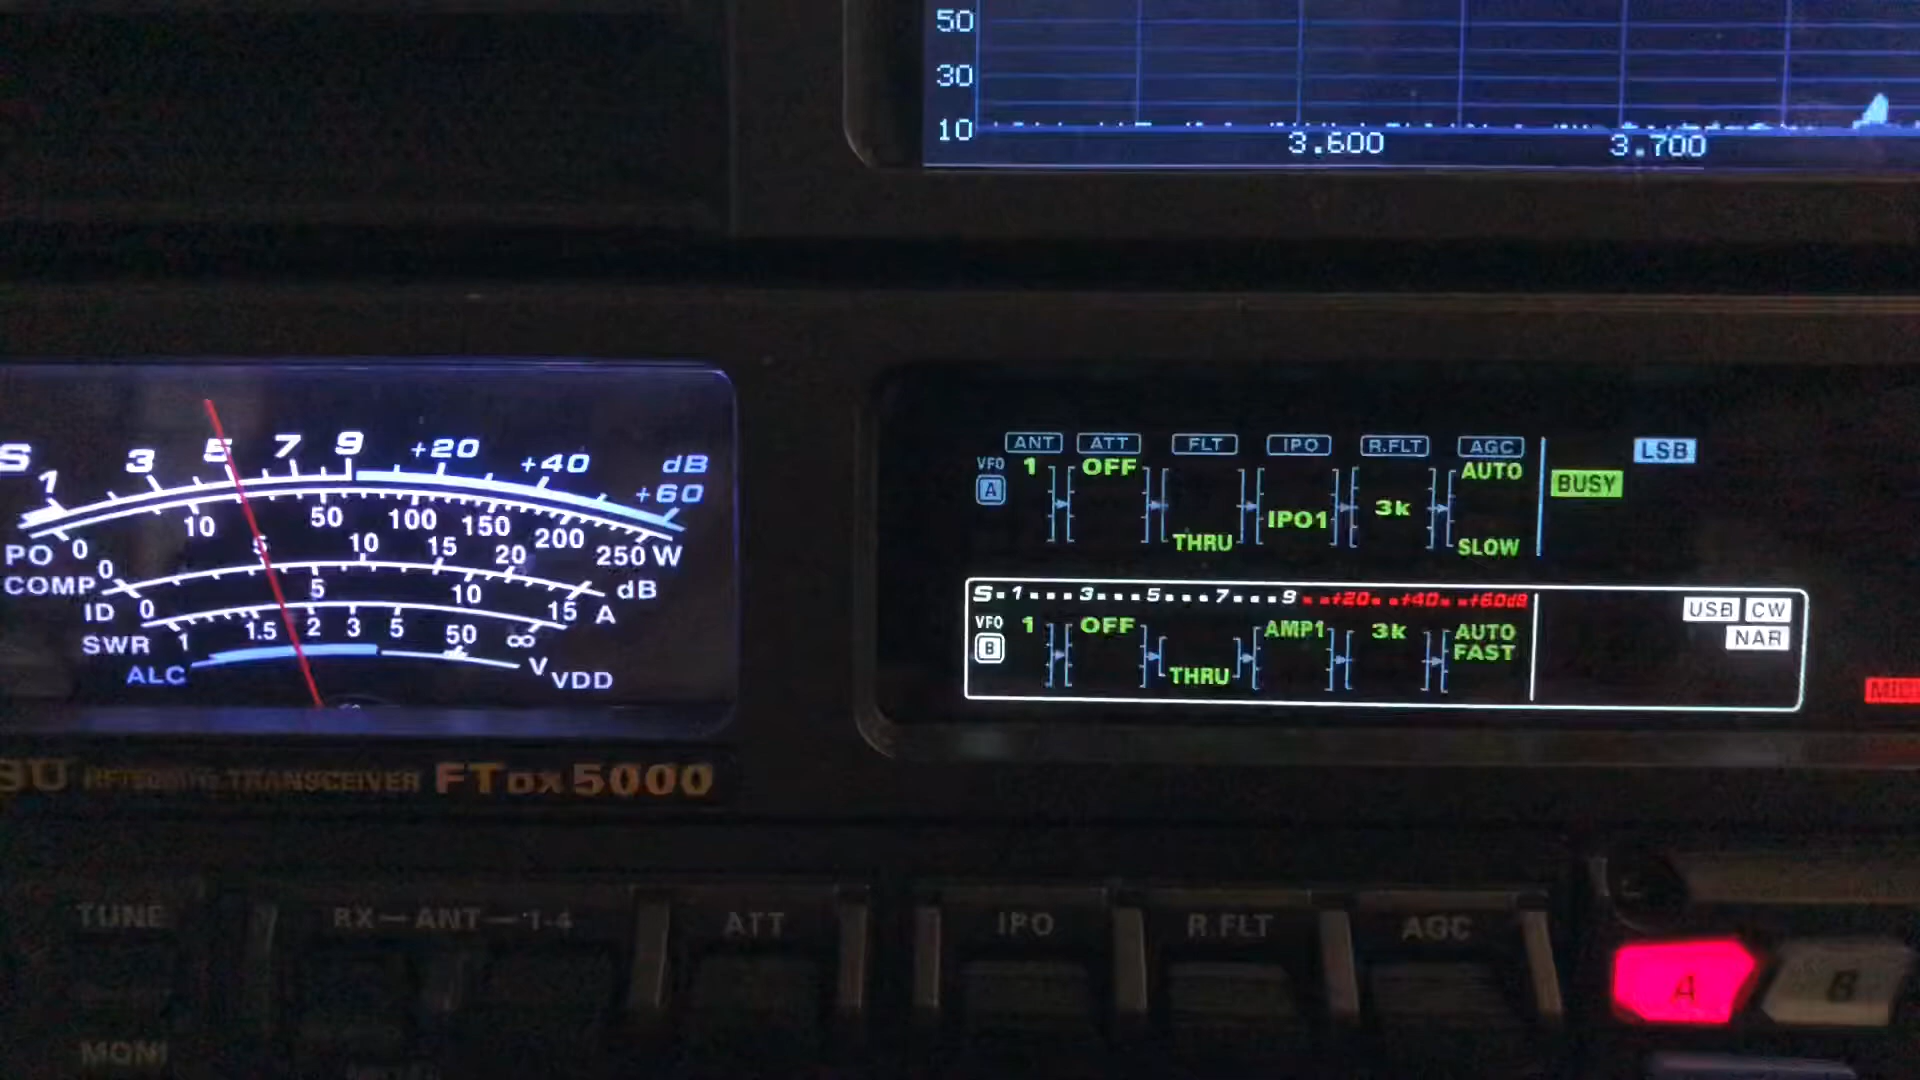 50
30
10
3.600 3.700
S 1 3 5 7 9 +20 +40 +60 dB
PO 0 10 50 100 150 200 250 W
COMP 0 5 10 15 20 dB
ID 0 5 10 15 A
SWR 1 1.5 2 3 5 50 ∞
ALC V VDD
TRANSCEIVER FTDX5000
ANT ATT FLT IPO R.FLT AGC
VFO A 1 OFF THRU IPO1 3k AUTO SLOW
BUSY LSB
S 1 3 5 7 9 +20 +40 +60dB
VFO B 1 OFF THRU AMP1 3k AUTO FAST
USB CW
NAR
TUNE RX-ANT-1-4 ATT IPO R.FLT AGC
A B
MONI